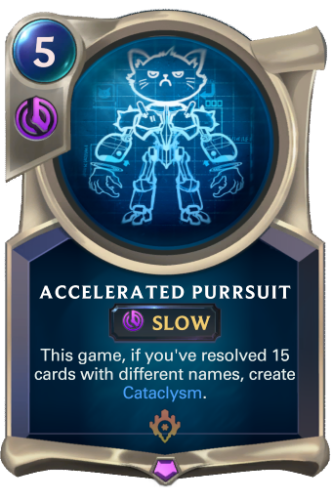 5
ACCELERATED PURRSUIT
SLOW
This game, if you've resolved 15
cards with different names, create
Cataclysm.